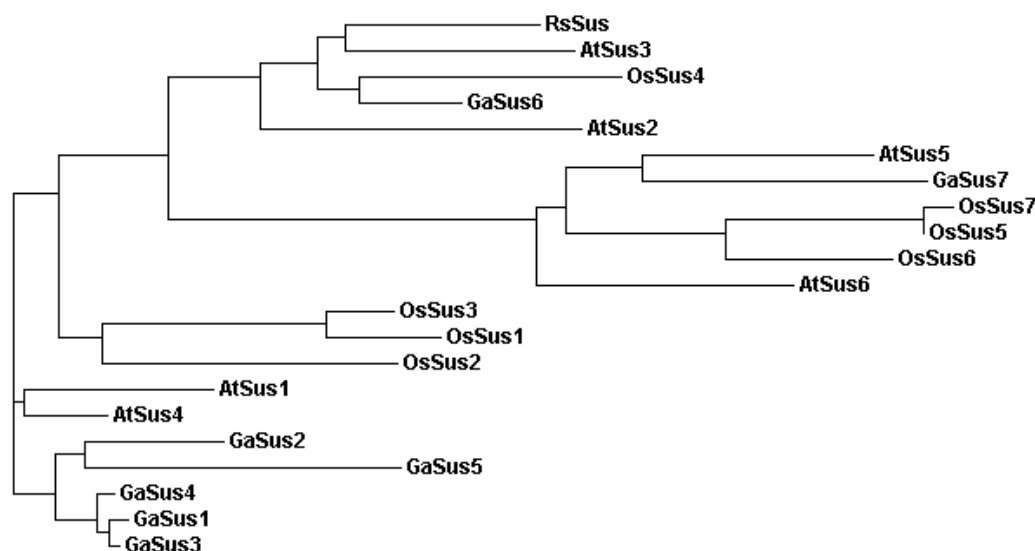 RsSus
AtSus3
OsSus4
GaSus6
AtSus2
AtSus5
GaSus7
OsSus7
OsSus5
OsSus6
AtSus6
OsSus3
OsSus1
OsSus2
AtSus1
AtSus4
GaSus2
GaSus5
GaSus4
GaSus1
GaSus3